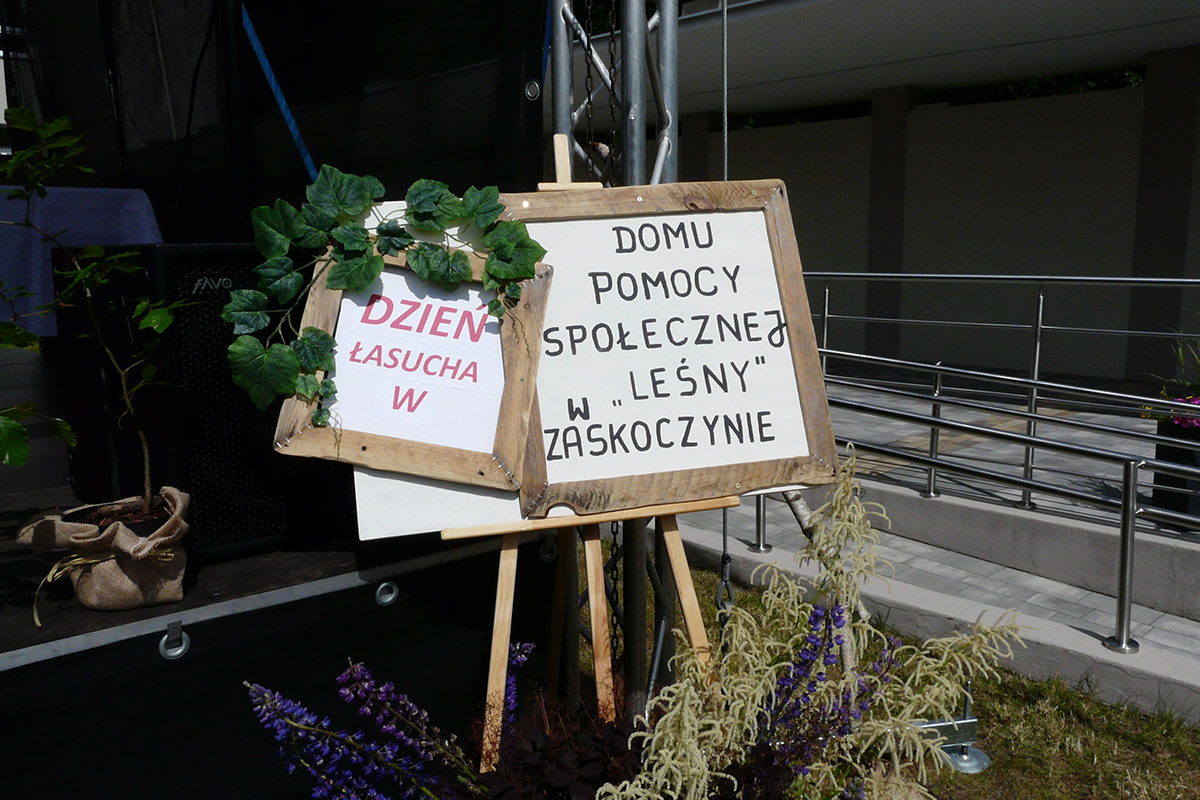 FAVO
DZIEŃ
ŁASUCHA
W
DOMU
POMOCY
SPOŁECZNEJ
„LEŚNY"
W
ZASKOCZYNIE